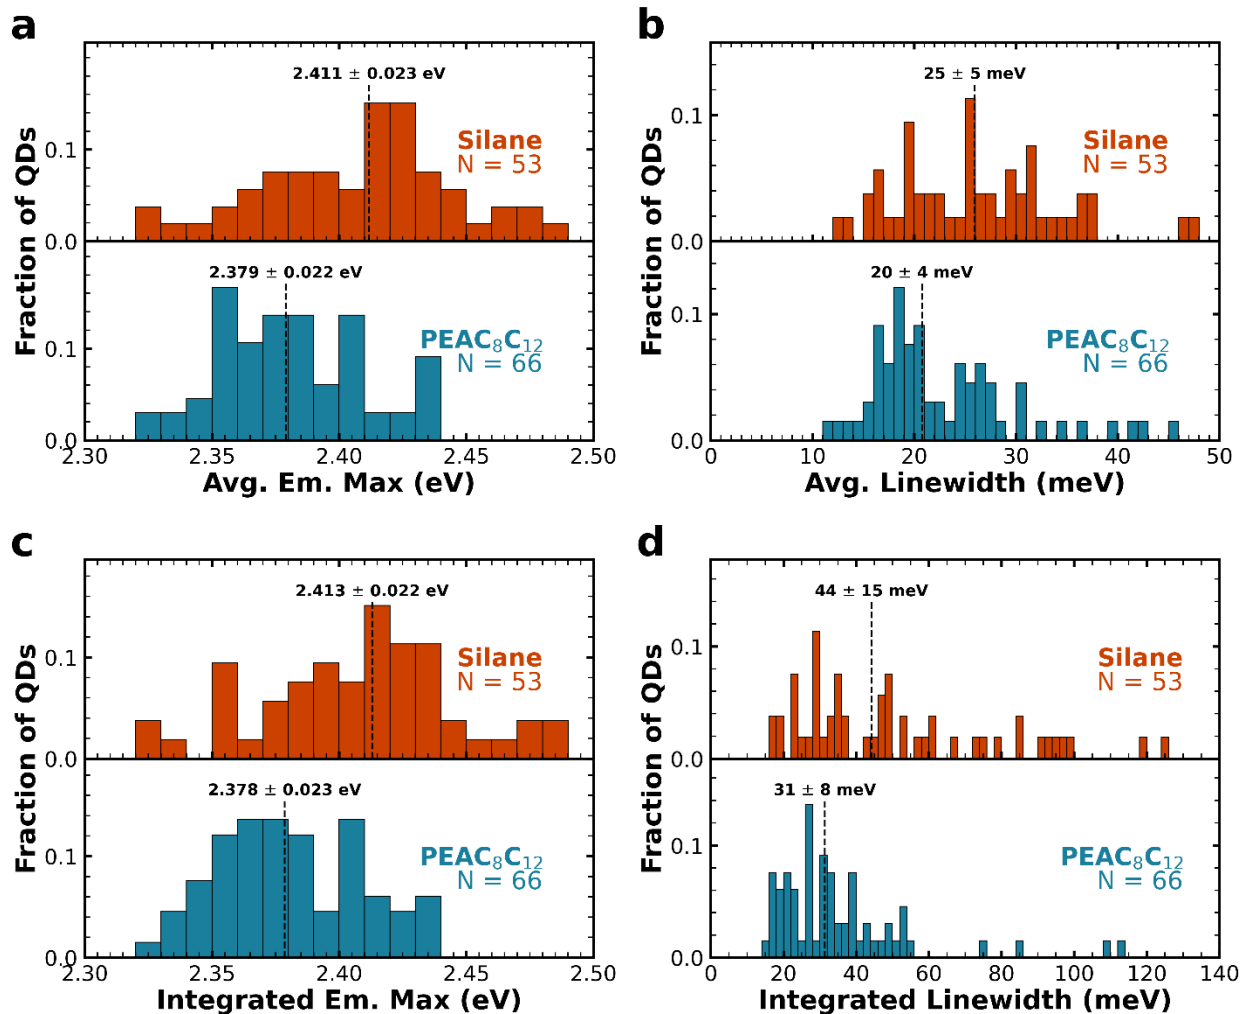 a
2.411 ± 0.023 eV
Silane
N = 53
0.1
0.0
2.379 ± 0.022 eV
PEAC₈C₁₂
N = 66
0.1
0.0
Fraction of QDs
2.30 2.35 2.40 2.45 2.50
Avg. Em. Max (eV)
b
25 ± 5 meV
Silane
N = 53
0.1
0.0
20 ± 4 meV
PEAC₈C₁₂
N = 66
0.1
0.0
Fraction of QDs
0 10 20 30 40 50
Avg. Linewidth (meV)
c
2.413 ± 0.022 eV
Silane
N = 53
0.1
0.0
2.378 ± 0.023 eV
PEAC₈C₁₂
N = 66
0.1
0.0
Fraction of QDs
2.30 2.35 2.40 2.45 2.50
Integrated Em. Max (eV)
d
44 ± 15 meV
Silane
N = 53
0.1
0.0
31 ± 8 meV
PEAC₈C₁₂
N = 66
0.1
0.0
Fraction of QDs
0 20 40 60 80 100 120 140
Integrated Linewidth (meV)